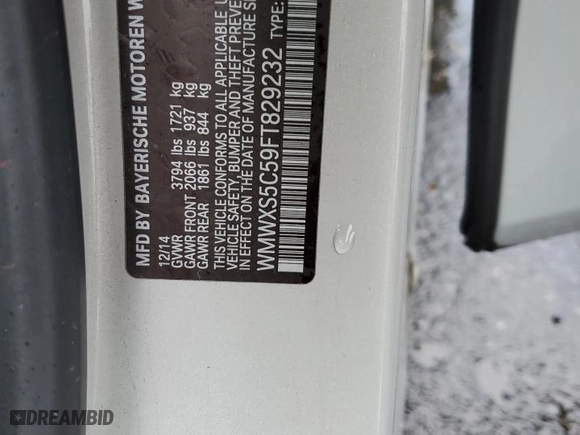 MFD BY BAYERISCHE MOTOREN
12/14
GVWR 3794 lbs 1721 kg
GAWR FRONT 2066 lbs 937 kg
GAWR REAR 1861 lbs 844 kg
THIS VEHICLE CONFORMS TO ALL APPLICABLE
VEHICLE SAFETY, BUMPER AND THEFT
IN EFFECT ON THE DATE OF MANUFACTURE
WMWXS5C59FT829232 TYPE:
DREAMBID